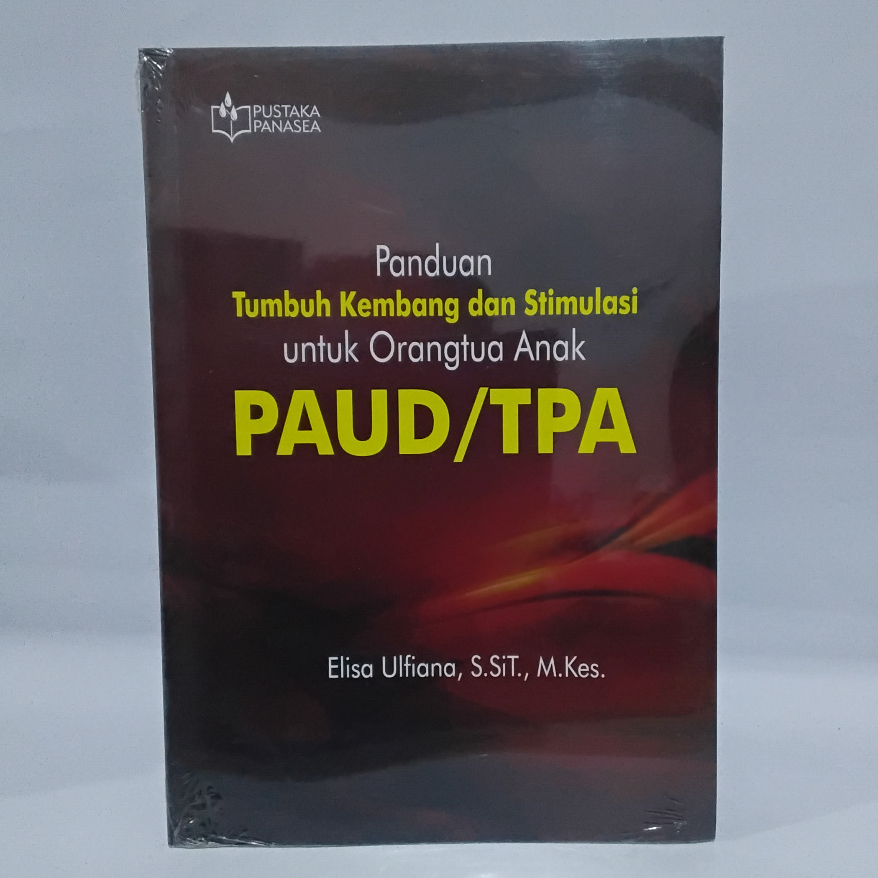 PUSTAKA
PANASEA
Panduan
Tumbuh Kembang dan Stimulasi
untuk Orangtua Anak
PAUD/TPA
Elisa Ulfiana, S.SiT., M.Kes.